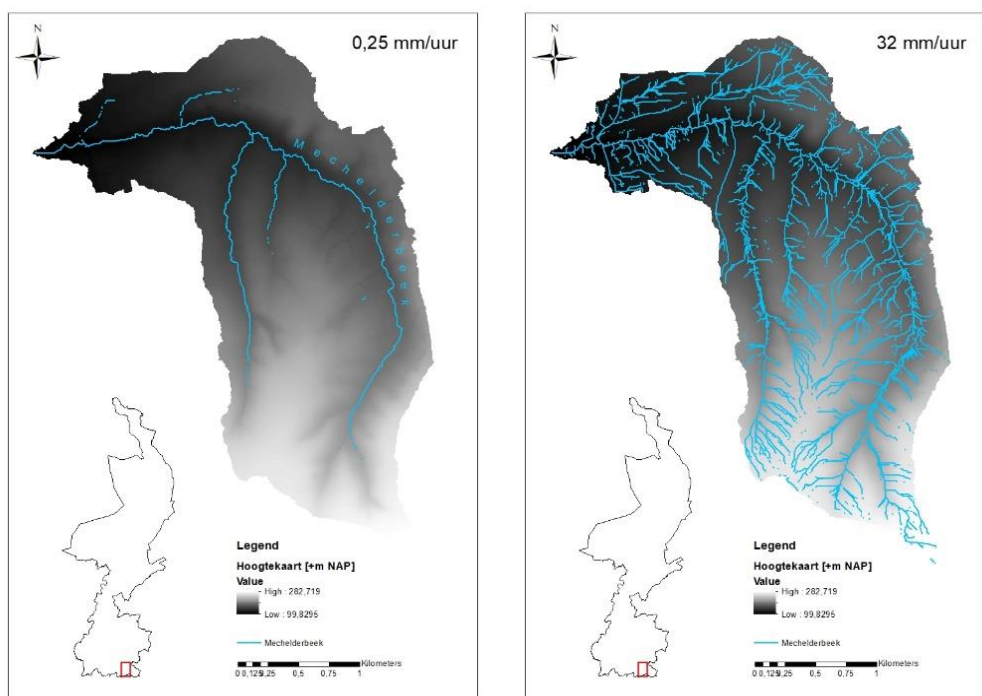 N
0,25 mm/uur
Mechelderbeek
Legend
Hoogtekaart [+m NAP]
Value
High : 282,719
Low : 99,8295
Mechelderbeek
Kilometers
0 0,125 0,25 0,5 0,75 1
N
32 mm/uur
Legend
Hoogtekaart [+m NAP]
Value
High : 282,719
Low : 99,8295
Mechelderbeek
Kilometers
0 0,125 0,25 0,5 0,75 1